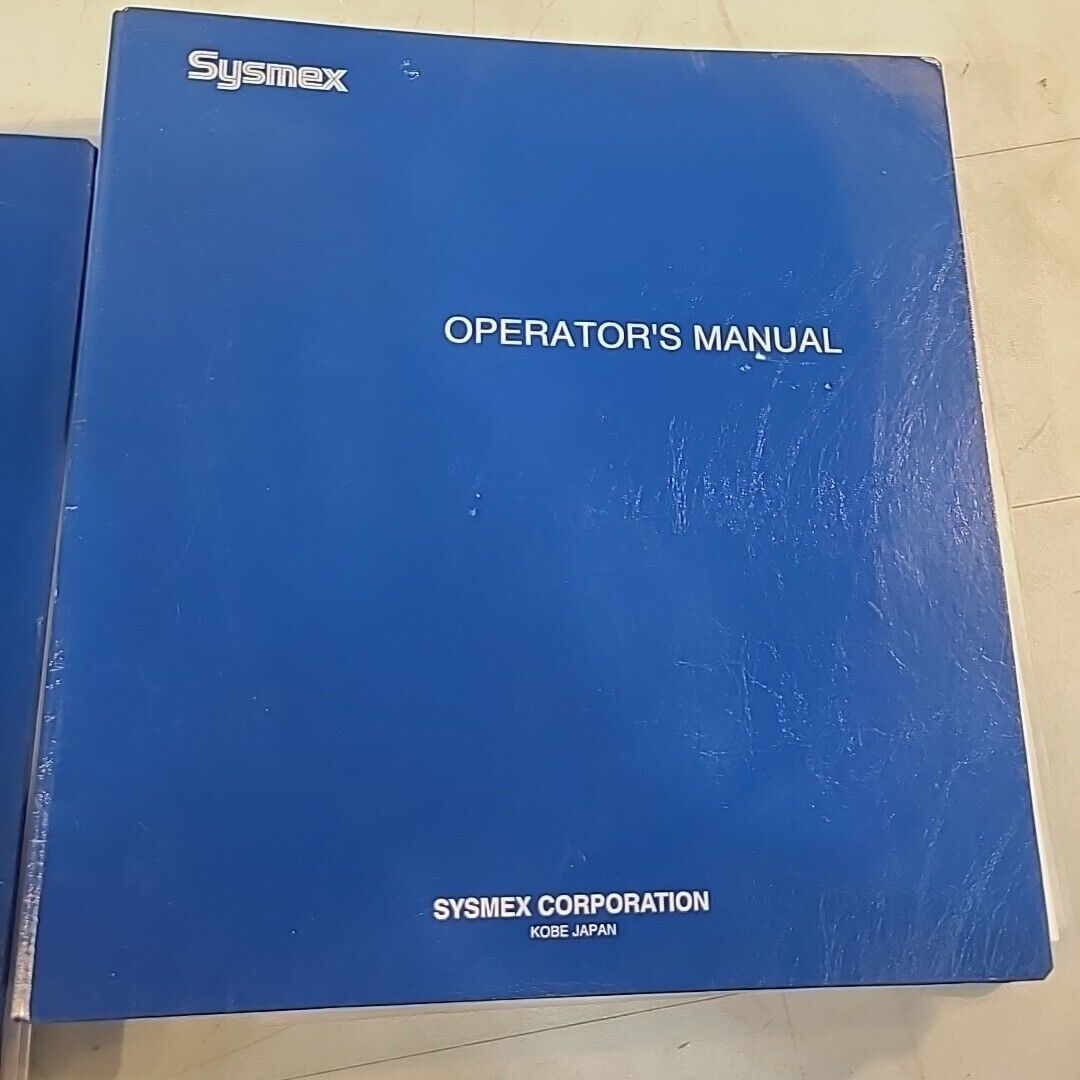 Sysmex
OPERATOR'S MANUAL
SYSMEX CORPORATION
KOBE JAPAN